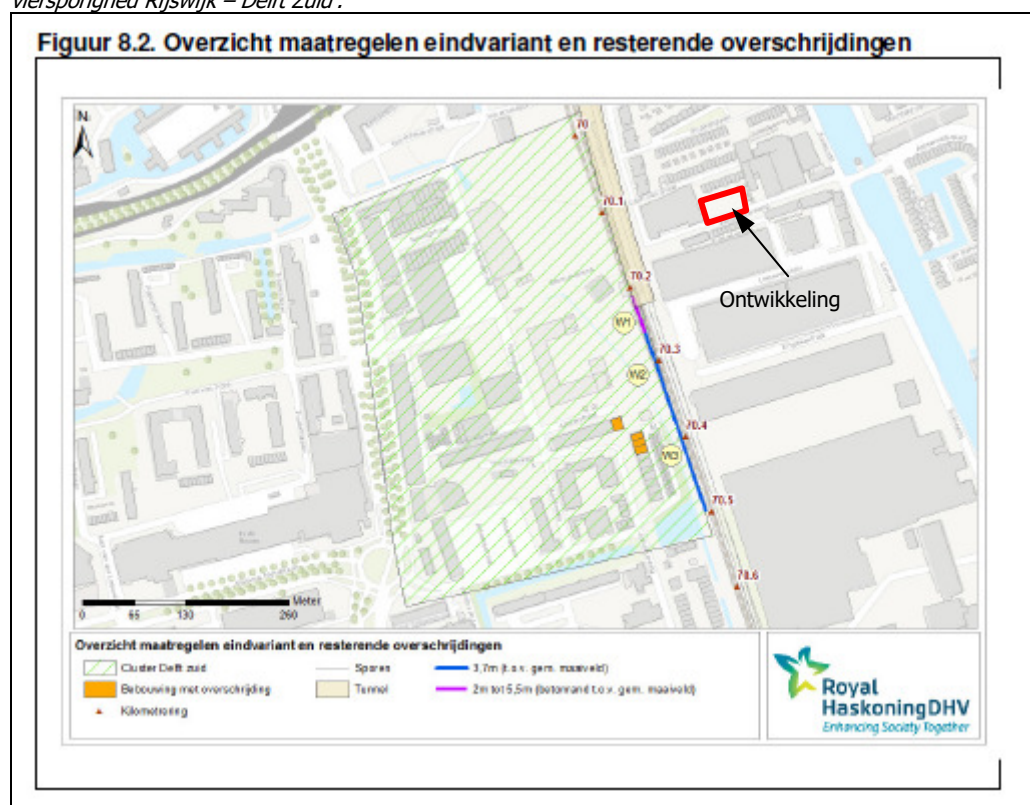 Viersporigheid Rijswijk – Delft Zuid'.
Figuur 8.2. Overzicht maatregelen eindvariant en resterende overschrijdingen
N
70
70.1
70.2
Ontwikkeling
W1
70.3
W2
70.4
W3
70.5
70.6
Meter
0 65 130 260
Overzicht maatregelen eindvariant en resterende overschrijdingen
Cluster Delft zuid
Sporen
3,7m (t.o.v. gem. maaiveld)
Bebouwing met overschrijding
Tunnel
2m tot 5,5m (betonrand t.o.v. gem. maaiveld)
Kilometrering
Royal
HaskoningDHV
Enhancing Society Together